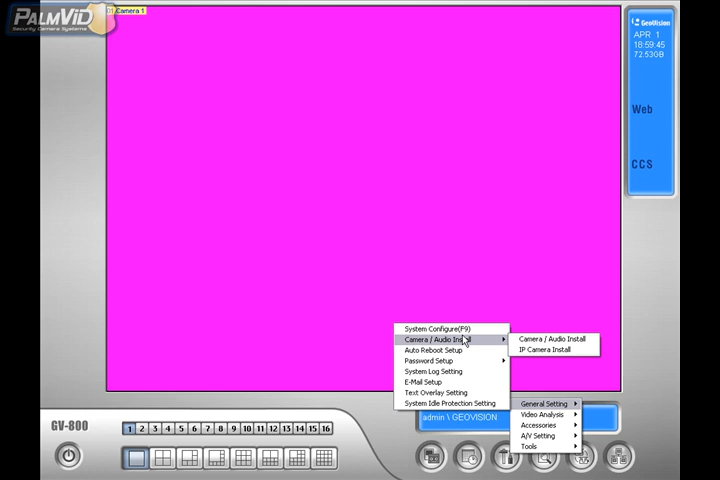 PALMVID
Security Camera Systems
Camera 1
GeoVision
APR 1
18:59:45
72.53GB
Web
CCS
System Configure(F9)
Camera / Audio Install
Auto Reboot Setup
Password Setup
System Log Setting
E-Mail Setup
Text Overlay Setting
System Idle Protection Setting
Camera / Audio Install
IP Camera Install
General Setting
Video Analysis
Accessories
A/V Setting
Tools
admin \ GEOVISION
GV-800
1 2 3 4 5 6 7 8 9 10 11 12 13 14 15 16